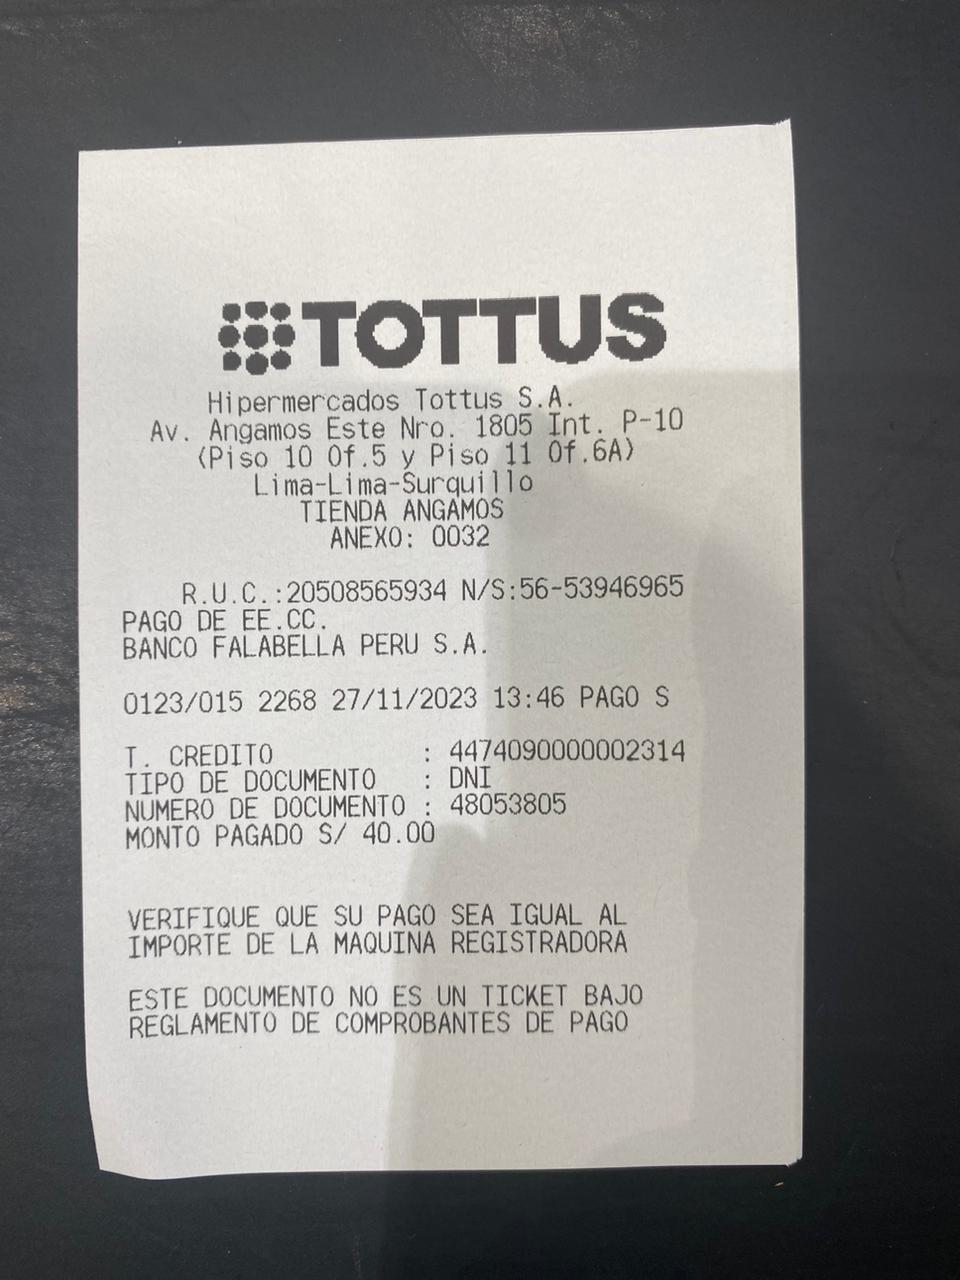 TOTTUS
Hipermercados Tottus S.A.
Av. Angamos Este Nro. 1805 Int. P-10
(Piso 10 Of.5 y Piso 11 Of.6A)
Lima-Lima-Surquillo
TIENDA ANGAMOS
ANEXO: 0032
R.U.C.:20508565934 N/S:56-53946965
PAGO DE EE.CC.
BANCO FALABELLA PERU S.A.
0123/015 2268 27/11/2023 13:46 PAGO S
T. CREDITO : 4474090000002314
TIPO DE DOCUMENTO : DNI
NUMERO DE DOCUMENTO : 48053805
MONTO PAGADO S/ 40.00
VERIFIQUE QUE SU PAGO SEA IGUAL AL
IMPORTE DE LA MAQUINA REGISTRADORA
ESTE DOCUMENTO NO ES UN TICKET BAJO
REGLAMENTO DE COMPROBANTES DE PAGO